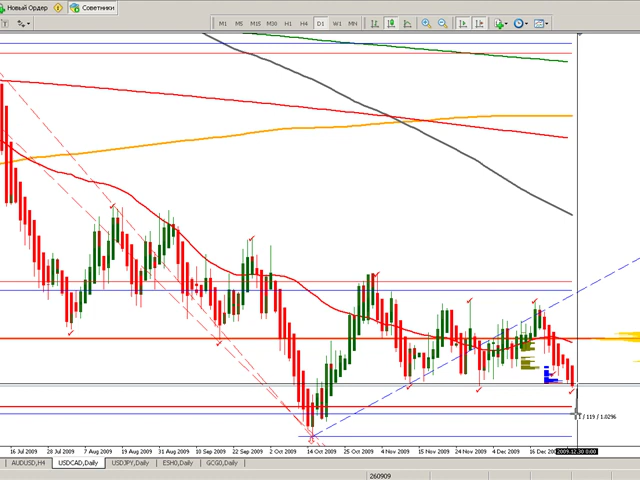 Новый Ордер Советники
T M1 M5 M15 M30 H1 H4 D1 W1 MN
/ 119 / 1.0296
16 Jul 2009 28 Jul 2009 7 Aug 2009 19 Aug 2009 31 Aug 2009 10 Sep 2009 22 Sep 2009 2 Oct 2009 14 Oct 2009 25 Oct 2009 4 Nov 2009 15 Nov 2009 24 Nov 2009 4 Dec 2009 16 Dec 2009.12.30 0:00
AUDUSD,H4 USDCAD,Daily USDJPY,Daily ESH0,Daily GCG0,Daily
260909